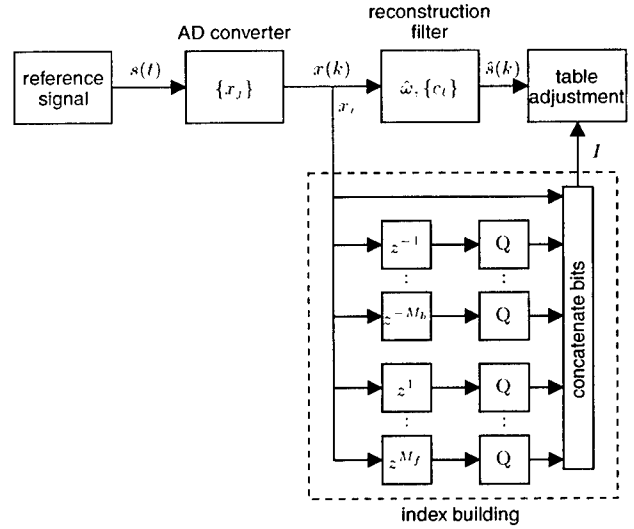 reconstruction
filter
AD converter
reference
signal
s(t)
{x_j}
x(k)
x_i
ω̂, {c_l}
ŝ(k)
table
adjustment
I
z^{-1}
Q
⋮ ⋮
z^{-M_b}
Q
z^1
Q
⋮ ⋮
z^{M_f}
Q
concatenate bits
index building